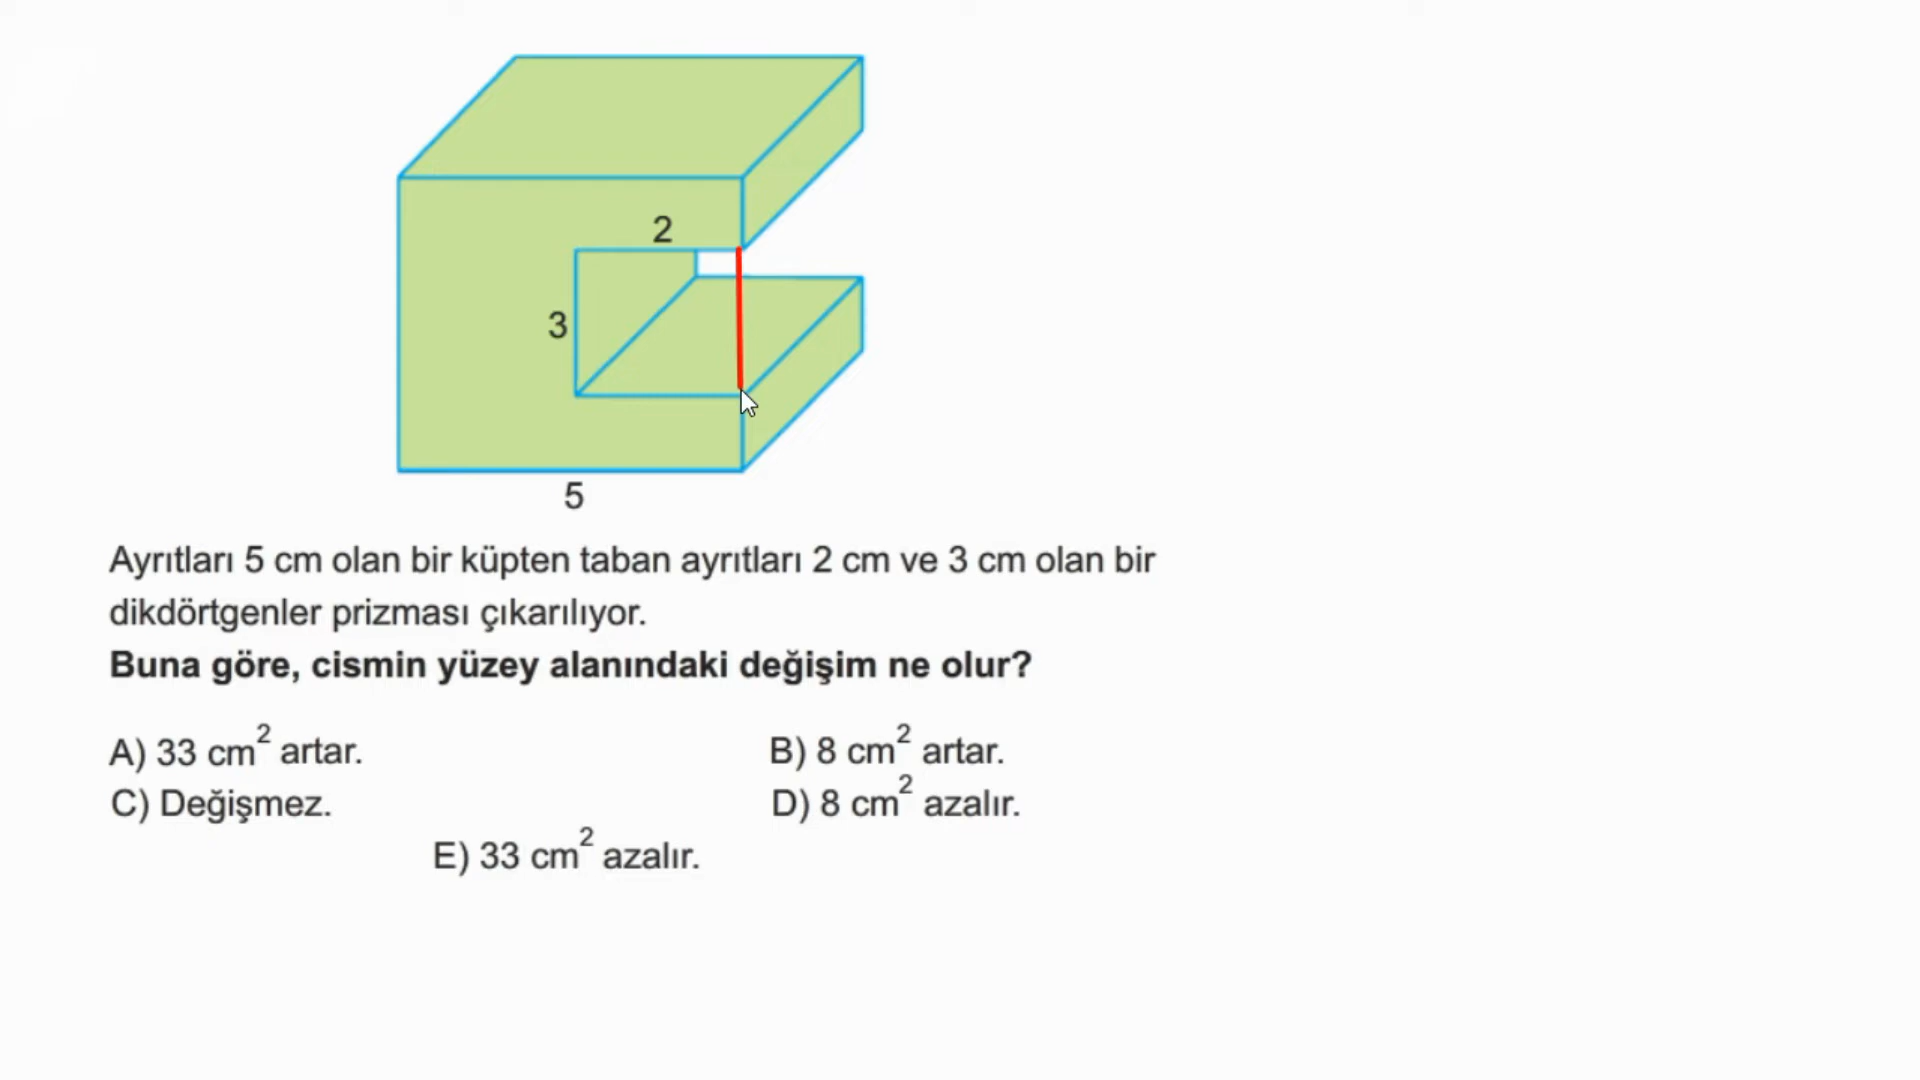 2
3
5
Ayrıtları 5 cm olan bir küpten taban ayrıtları 2 cm ve 3 cm olan bir
dikdörtgenler prizması çıkarılıyor.
Buna göre, cismin yüzey alanındaki değişim ne olur?
A) 33 cm² artar. B) 8 cm² artar.
C) Değişmez. D) 8 cm² azalır.
E) 33 cm² azalır.